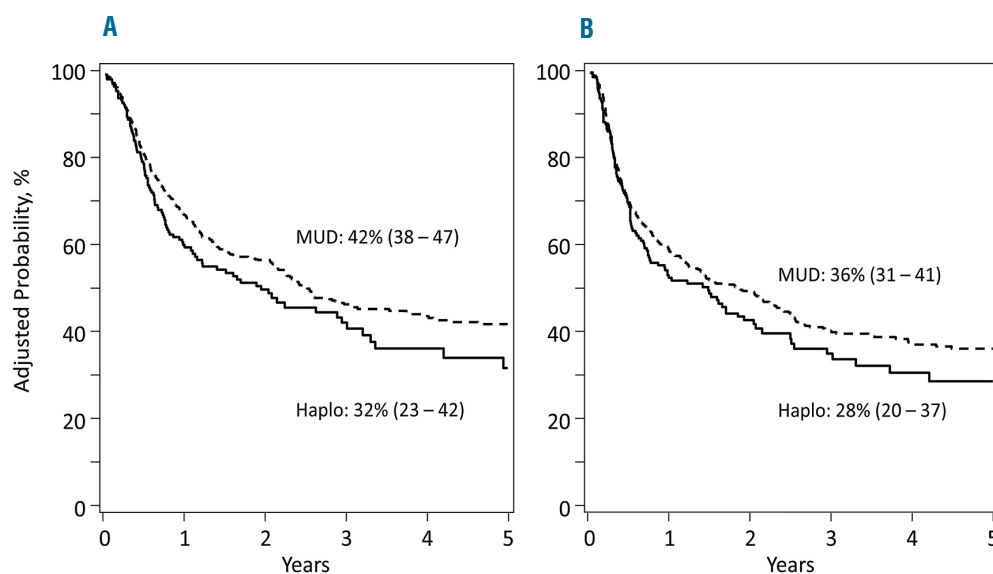 A
B
Adjusted Probability, %
100
80
60
40
20
0
MUD: 42% (38 – 47)
Haplo: 32% (23 – 42)
0 1 2 3 4 5
Years
100
80
60
40
20
0
MUD: 36% (31 – 41)
Haplo: 28% (20 – 37)
0 1 2 3 4 5
Years